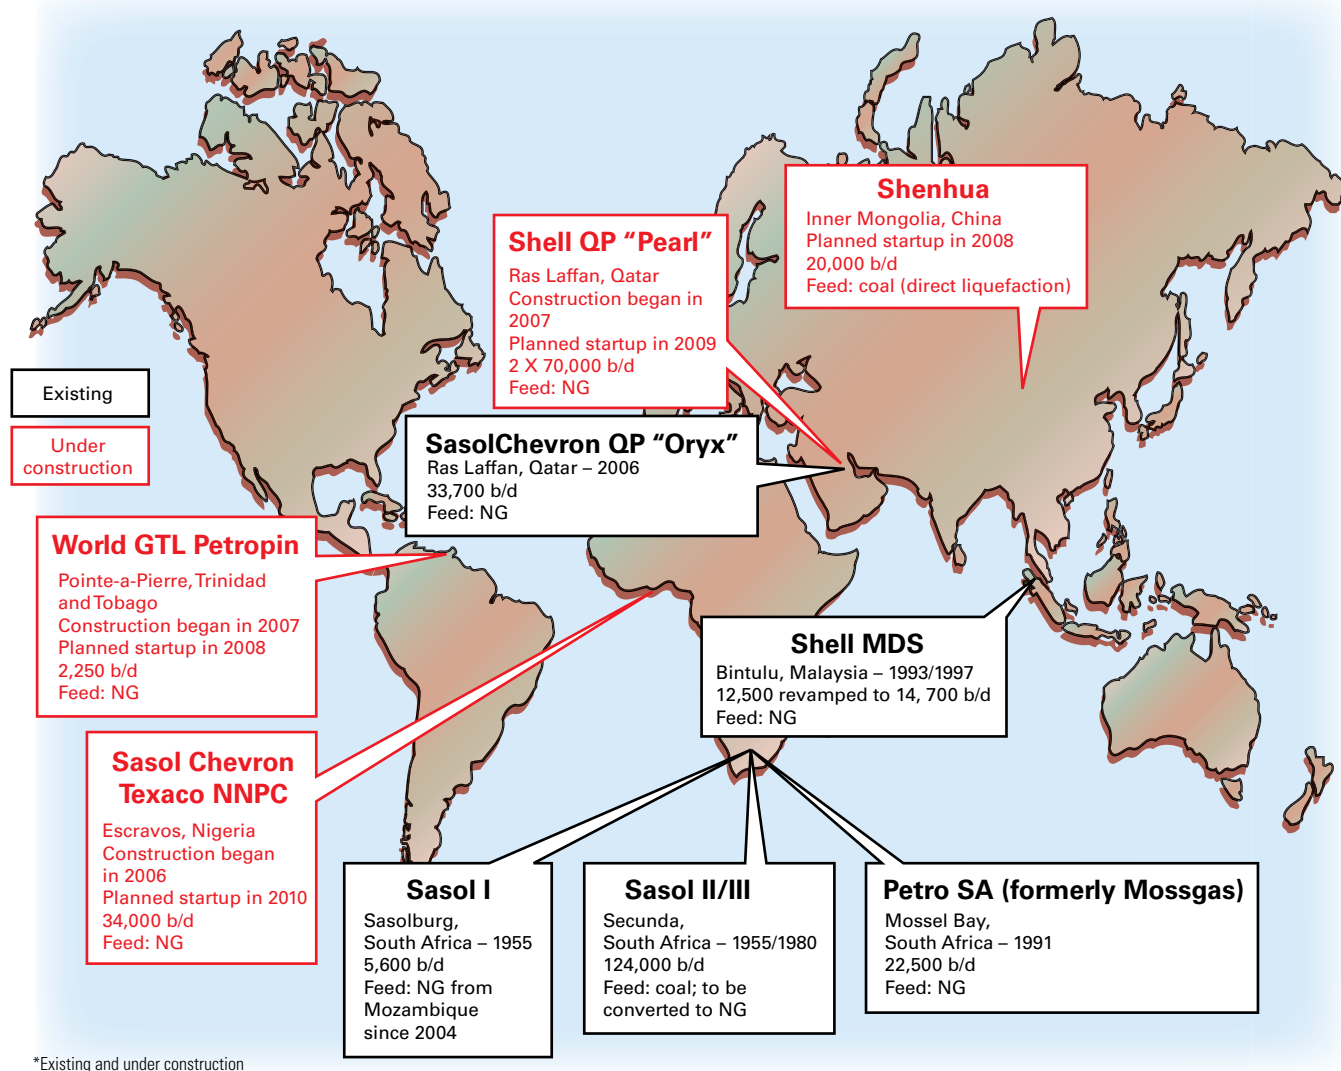 Shenhua
Inner Mongolia, China
Planned startup in 2008
20,000 b/d
Feed: coal (direct liquefaction)
Shell QP “Pearl”
Ras Laffan, Qatar
Construction began in
2007
Planned startup in 2009
2 X 70,000 b/d
Feed: NG
Existing
Under
construction
SasolChevron QP “Oryx”
Ras Laffan, Qatar – 2006
33,700 b/d
Feed: NG
World GTL Petropin
Pointe-a-Pierre, Trinidad
and Tobago
Construction began in 2007
Planned startup in 2008
2,250 b/d
Feed: NG
Shell MDS
Bintulu, Malaysia – 1993/1997
12,500 revamped to 14, 700 b/d
Feed: NG
Sasol Chevron
Texaco NNPC
Escravos, Nigeria
Construction began
in 2006
Planned startup in 2010
34,000 b/d
Feed: NG
Sasol I
Sasolburg,
South Africa – 1955
5,600 b/d
Feed: NG from
Mozambique
since 2004
Sasol II/III
Secunda,
South Africa – 1955/1980
124,000 b/d
Feed: coal; to be
converted to NG
Petro SA (formerly Mossgas)
Mossel Bay,
South Africa – 1991
22,500 b/d
Feed: NG
*Existing and under construction